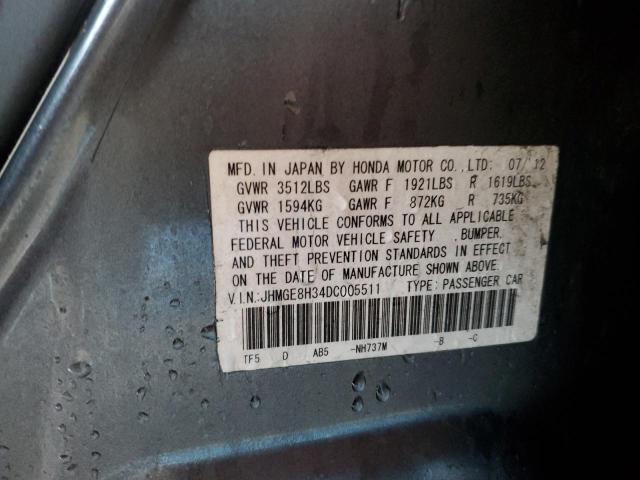 MFD. IN JAPAN BY HONDA MOTOR CO.,LTD: 07/12
GVWR 3512LBS GAWR F 1921LBS R 1619LBS
GVWR 1594KG GAWR F 872KG R 735KG
THIS VEHICLE CONFORMS TO ALL APPLICABLE
FEDERAL MOTOR VEHICLE SAFETY , BUMPER,
AND THEFT PREVENTION STANDARDS IN EFFECT
ON THE DATE OF MANUFACTURE SHOWN ABOVE.
V.I.N.:JHMGE8H34DC005511 TYPE: PASSENGER CAR
TF5 D AB5 -NH737M -B -C